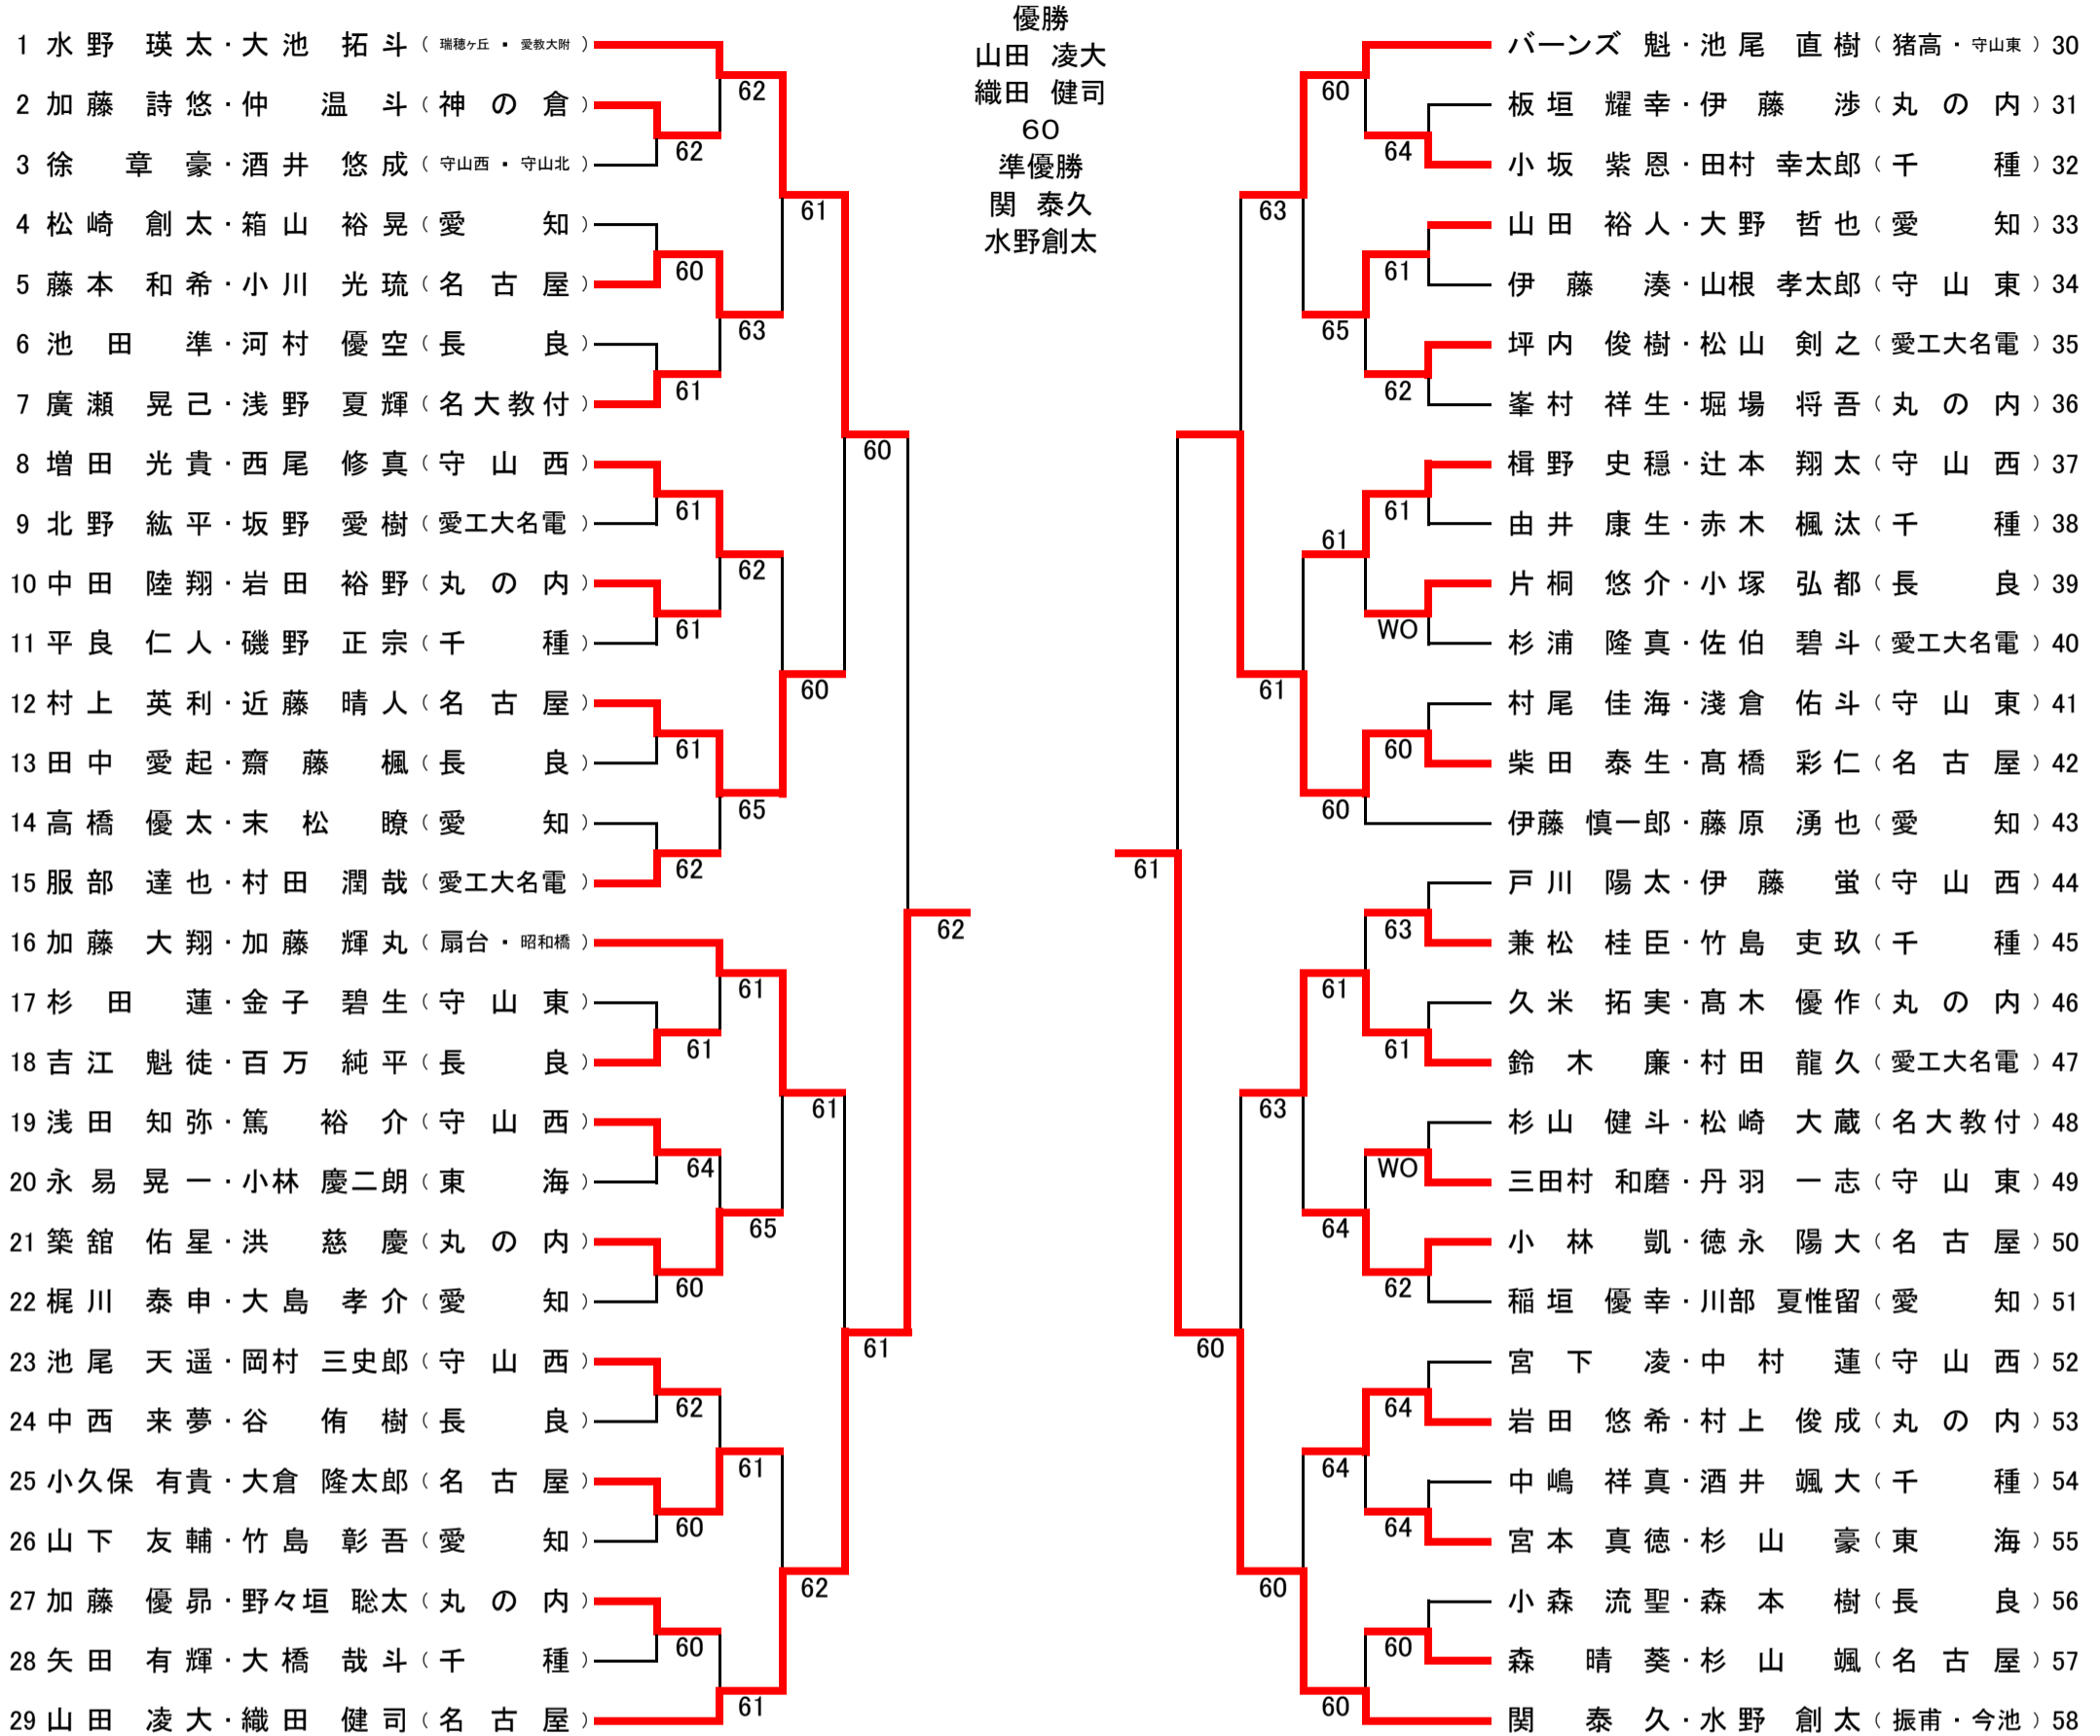 優勝
山田 凌大
織田 健司
60
準優勝
関 泰久
水野創太
1 水野 瑛太・大池 拓斗（瑞穂ヶ丘・愛教大附）
2 加藤 詩悠・仲 温斗（神の倉）
3 徐 章豪・酒井 悠成（守山西・守山北）
4 松崎 創太・箱山 裕晃（愛知）
5 藤本 和希・小川 光琉（名古屋）
6 池田 準・河村 優空（長良）
7 廣瀬 晃己・浅野 夏輝（名大教付）
8 増田 光貴・西尾 修真（守山西）
9 北野 紘平・坂野 愛樹（愛工大名電）
10 中田 陸翔・岩田 裕野（丸の内）
11 平良 仁人・磯野 正宗（千種）
12 村上 英利・近藤 晴人（名古屋）
13 田中 愛起・齋藤 楓（長良）
14 高橋 優太・末松 瞭（愛知）
15 服部 達也・村田 潤哉（愛工大名電）
16 加藤 大翔・加藤 輝丸（扇台・昭和橋）
17 杉田 蓮・金子 碧生（守山東）
18 吉江 魁徒・百万 純平（長良）
19 浅田 知弥・篤 裕介（守山西）
20 永易 晃一・小林 慶二朗（東海）
21 築舘 佑星・洪 慈慶（丸の内）
22 梶川 泰申・大島 孝介（愛知）
23 池尾 天遥・岡村 三史郎（守山西）
24 中西 来夢・谷 侑樹（長良）
25 小久保 有貴・大倉 隆太郎（名古屋）
26 山下 友輔・竹島 彰吾（愛知）
27 加藤 優昴・野々垣 聡太（丸の内）
28 矢田 有輝・大橋 哉斗（千種）
29 山田 凌大・織田 健司（名古屋）
62
62
60
63
61
61
61
62
61
61
65
62
60
60
61
61
61
61
64
65
60
62
61
60
62
60
61
61
62
バーンズ 魁・池尾 直樹（猪高・守山東）30
板垣 耀幸・伊藤 渉（丸の内）31
小坂 紫恩・田村 幸太郎（千種）32
山田 裕人・大野 哲也（愛知）33
伊藤 湊・山根 孝太郎（守山東）34
坪内 俊樹・松山 剣之（愛工大名電）35
峯村 祥生・堀場 将吾（丸の内）36
楫野 史穏・辻本 翔太（守山西）37
由井 康生・赤木 楓汰（千種）38
片桐 悠介・小塚 弘都（長良）39
杉浦 隆真・佐伯 碧斗（愛工大名電）40
村尾 佳海・淺倉 佑斗（守山東）41
柴田 泰生・髙橋 彩仁（名古屋）42
伊藤 慎一郎・藤原 湧也（愛知）43
戸川 陽太・伊藤 蛍（守山西）44
兼松 桂臣・竹島 吏玖（千種）45
久米 拓実・髙木 優作（丸の内）46
鈴木 廉・村田 龍久（愛工大名電）47
杉山 健斗・松崎 大蔵（名大教付）48
三田村 和磨・丹羽 一志（守山東）49
小林 凱・徳永 陽大（名古屋）50
稲垣 優幸・川部 夏惟留（愛知）51
宮下 凌・中村 蓮（守山西）52
岩田 悠希・村上 俊成（丸の内）53
中嶋 祥真・酒井 颯大（千種）54
宮本 真徳・杉山 豪（東海）55
小森 流聖・森本 樹（長良）56
森 晴葵・杉山 颯（名古屋）57
関 泰久・水野 創太（振甫・今池）58
60
64
63
61
65
62
61
61
WO
61
60
60
61
63
61
61
63
WO
64
62
60
64
64
64
60
60
60